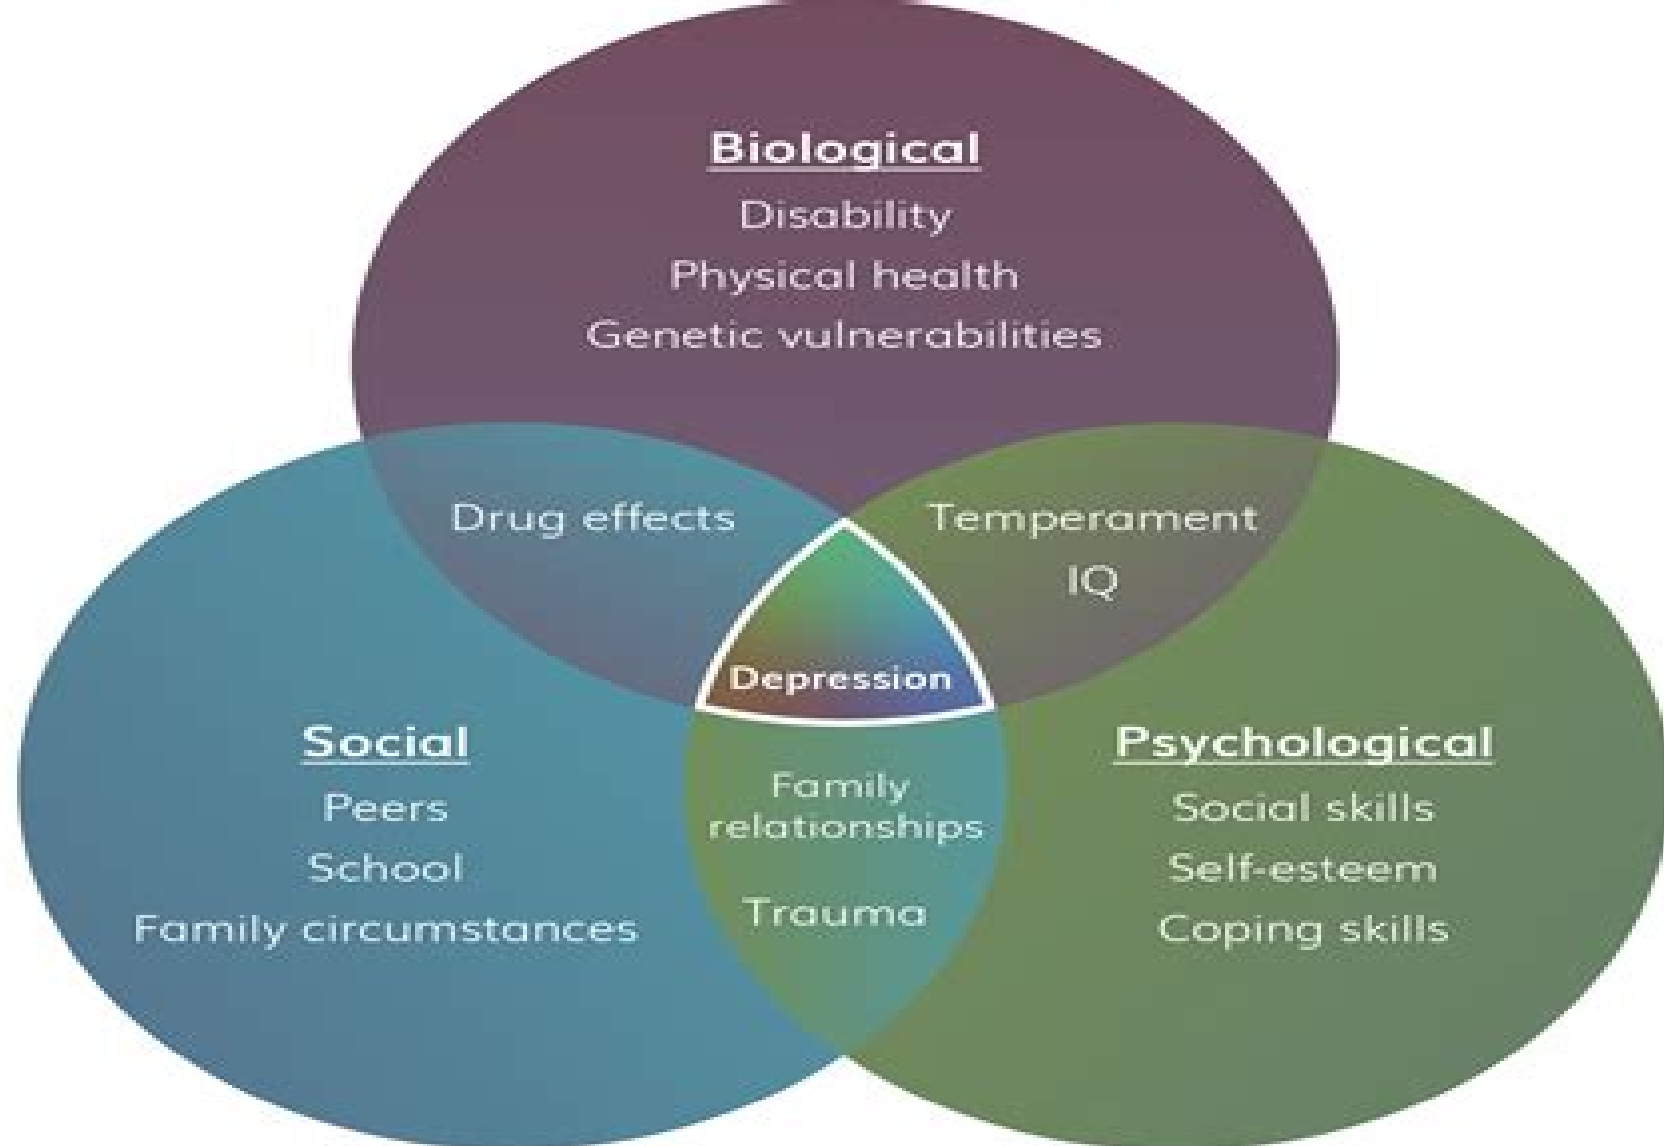 Biological
Disability
Physical health
Genetic vulnerabilities
Drug effects
Temperament
IQ
Depression
Social
Peers
School
Family circumstances
Family
relationships
Trauma
Psychological
Social skills
Self-esteem
Coping skills